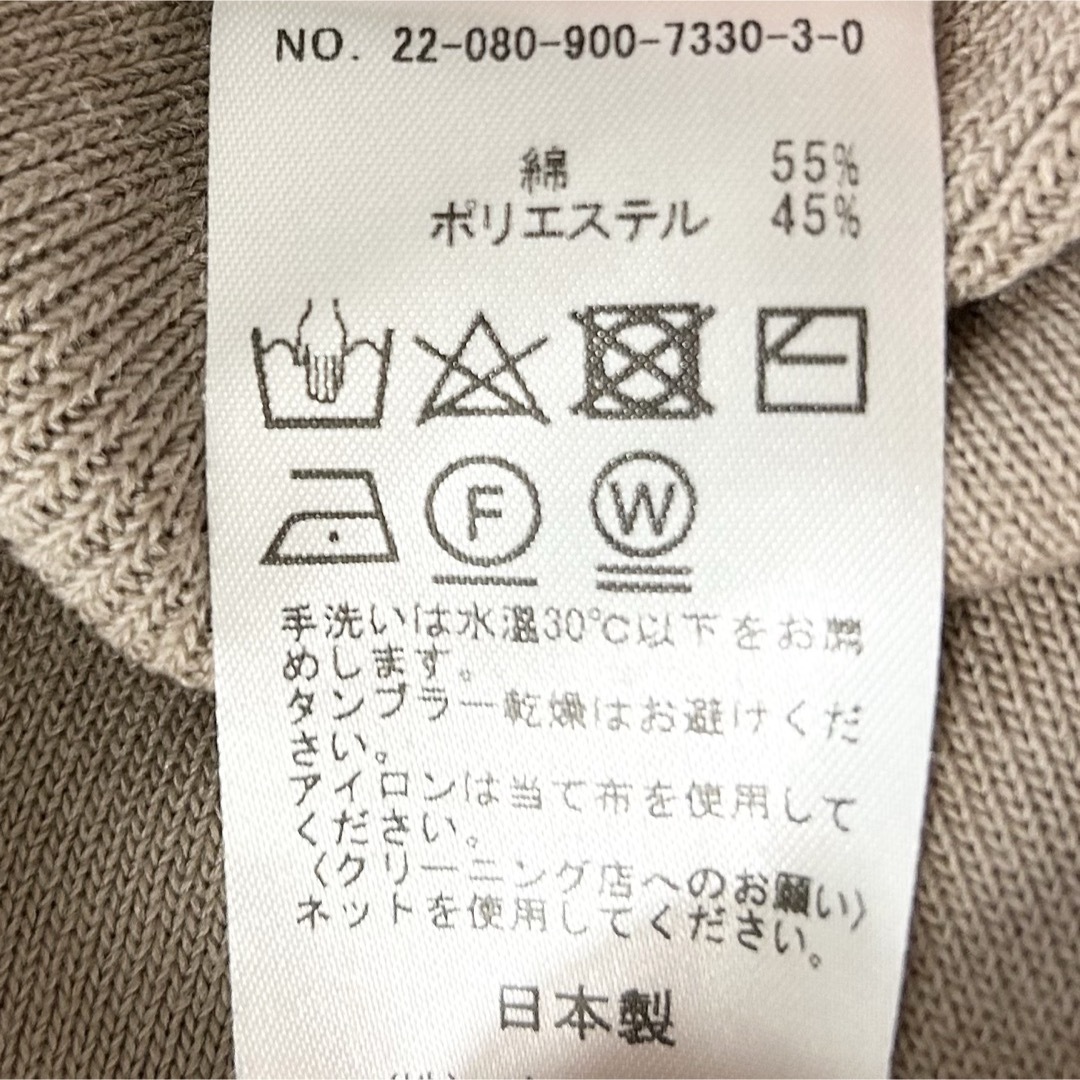 NO. 22-080-900-7330-3-0
綿 55%
ポリエステル 45%
F W
手洗いは水温30℃以下をお薦
めします。
タンブラー乾燥はお避けくだ
さい。
アイロンは当て布を使用して
ください。
〈クリーニング店へのお願い〉
ネットを使用してください。
日本製